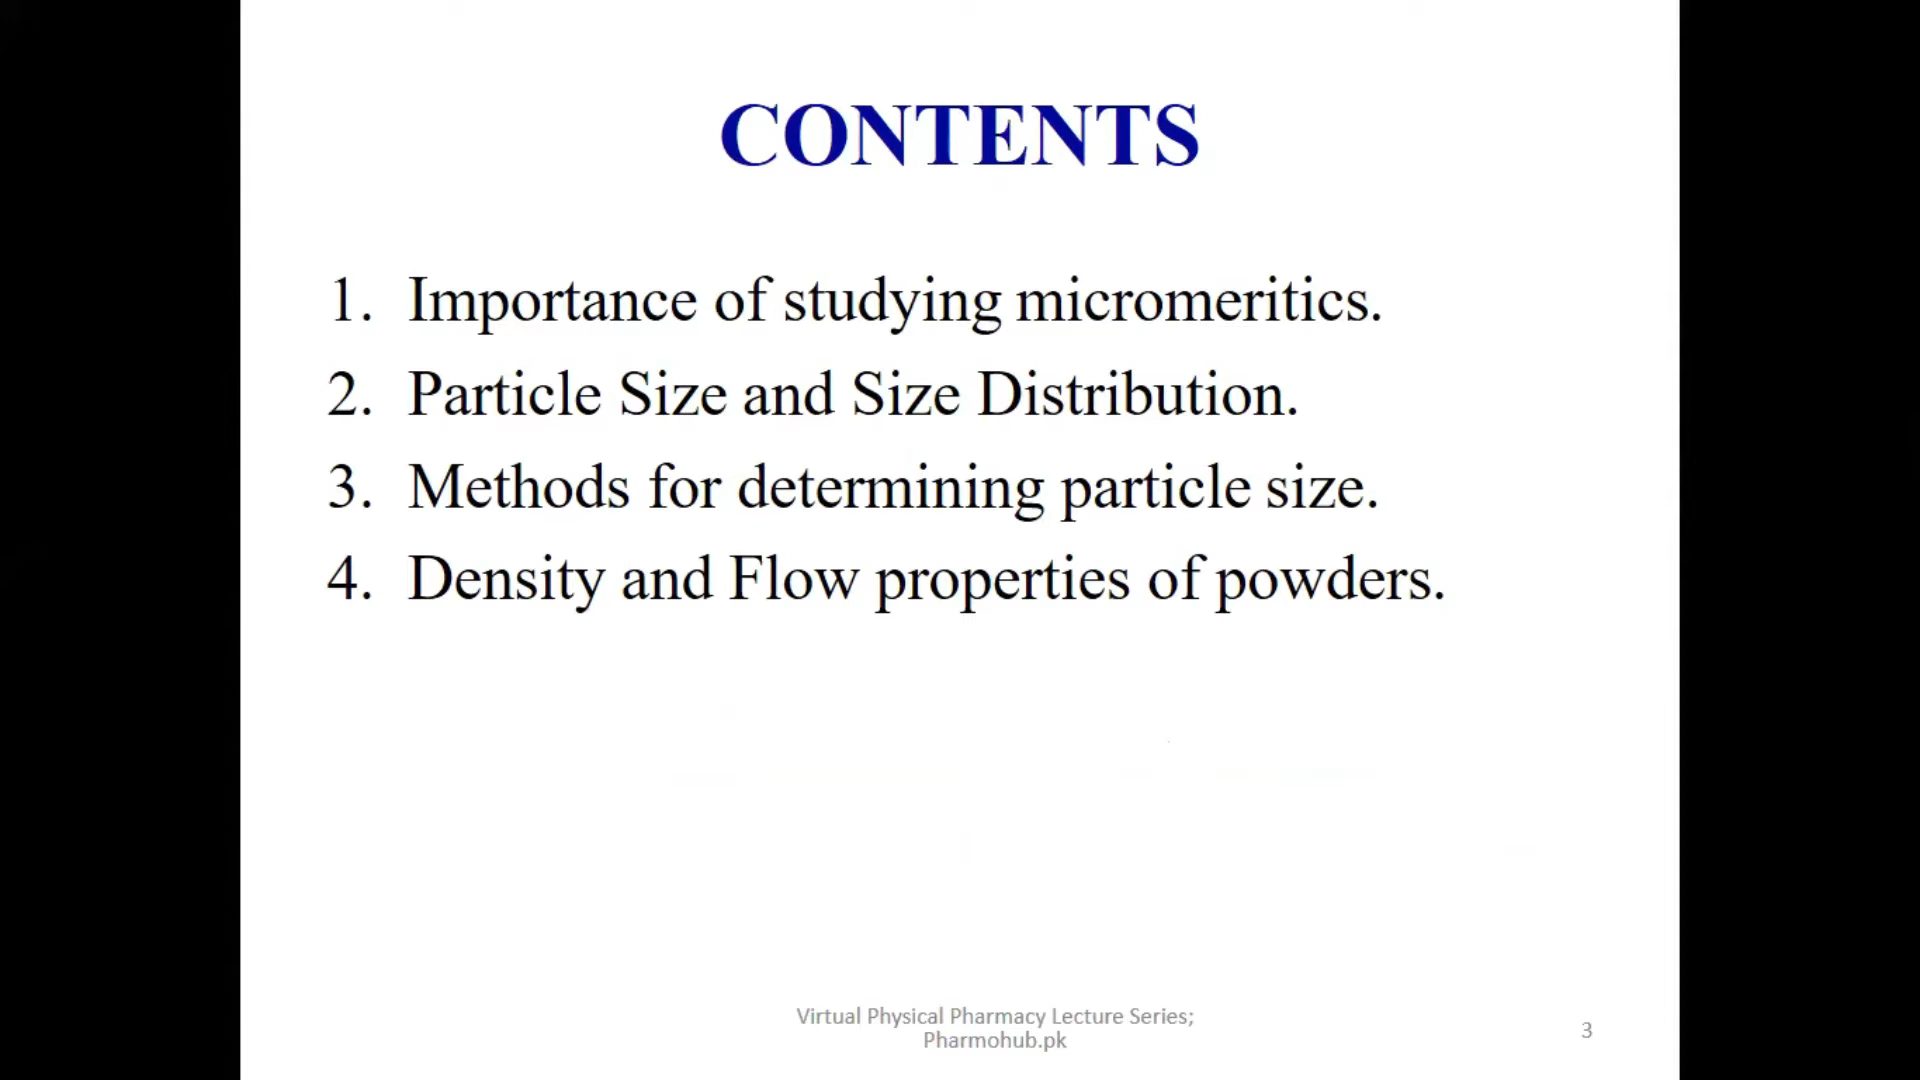 CONTENTS
1. Importance of studying micromeritics.
2. Particle Size and Size Distribution.
3. Methods for determining particle size.
4. Density and Flow properties of powders.
Virtual Physical Pharmacy Lecture Series;
Pharmohub.pk
3